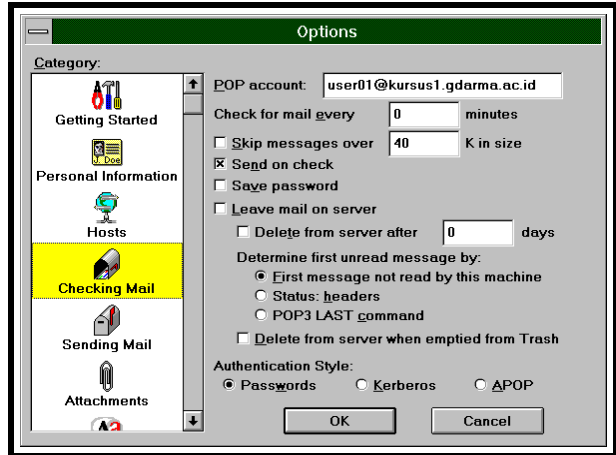 Options
Category:
Getting Started
J. Doe
Personal Information
Hosts
Checking Mail
Sending Mail
Attachments
POP account: user01@kursus1.gdarma.ac.id
Check for mail every 0 minutes
Skip messages over 40 K in size
Send on check
Save password
Leave mail on server
Delete from server after 0 days
Determine first unread message by:
First message not read by this machine
Status: headers
POP3 LAST command
Delete from server when emptied from Trash
Authentication Style:
Passwords Kerberos APOP
OK Cancel